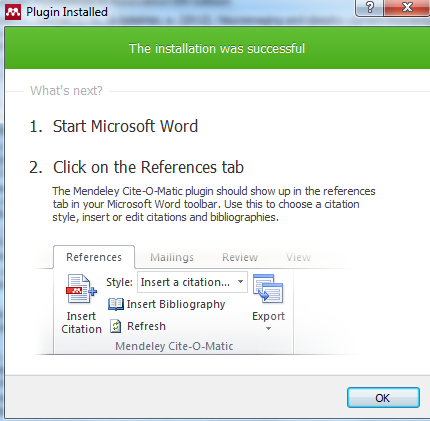 Plugin Installed
The installation was successful
What's next?
1. Start Microsoft Word
2. Click on the References tab
The Mendeley Cite-O-Matic plugin should show up in the references
tab in your Microsoft Word toolbar. Use this to choose a citation
style, insert or edit citations and bibliographies.
References Mailings Review View
Style: Insert a citation...
Insert Bibliography
Refresh
Insert
Citation
Export
Mendeley Cite-O-Matic
OK